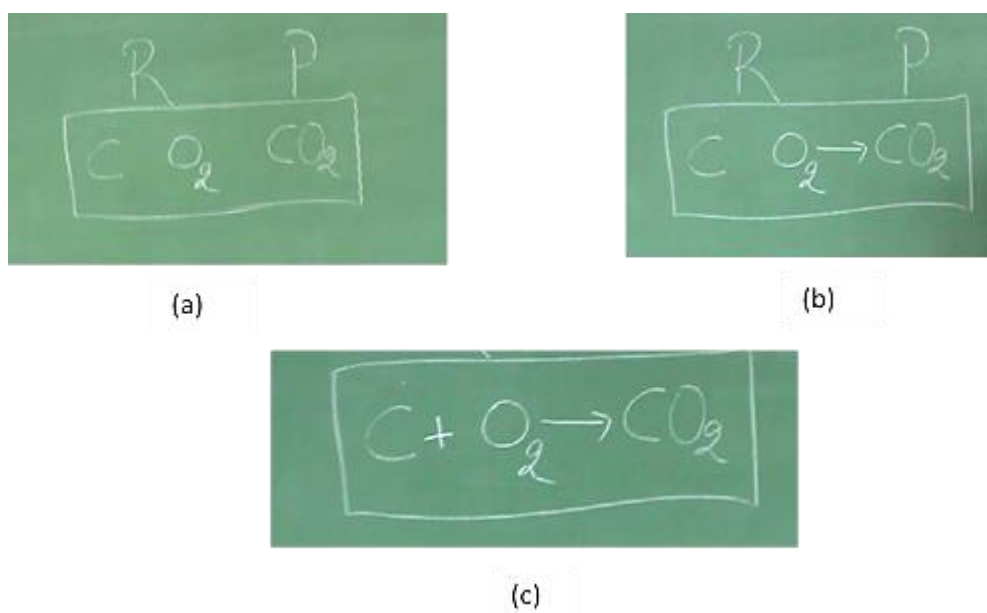 R P
C O₂ CO₂
(a)
R P
C O₂ → CO₂
(b)
C + O₂ → CO₂
(c)